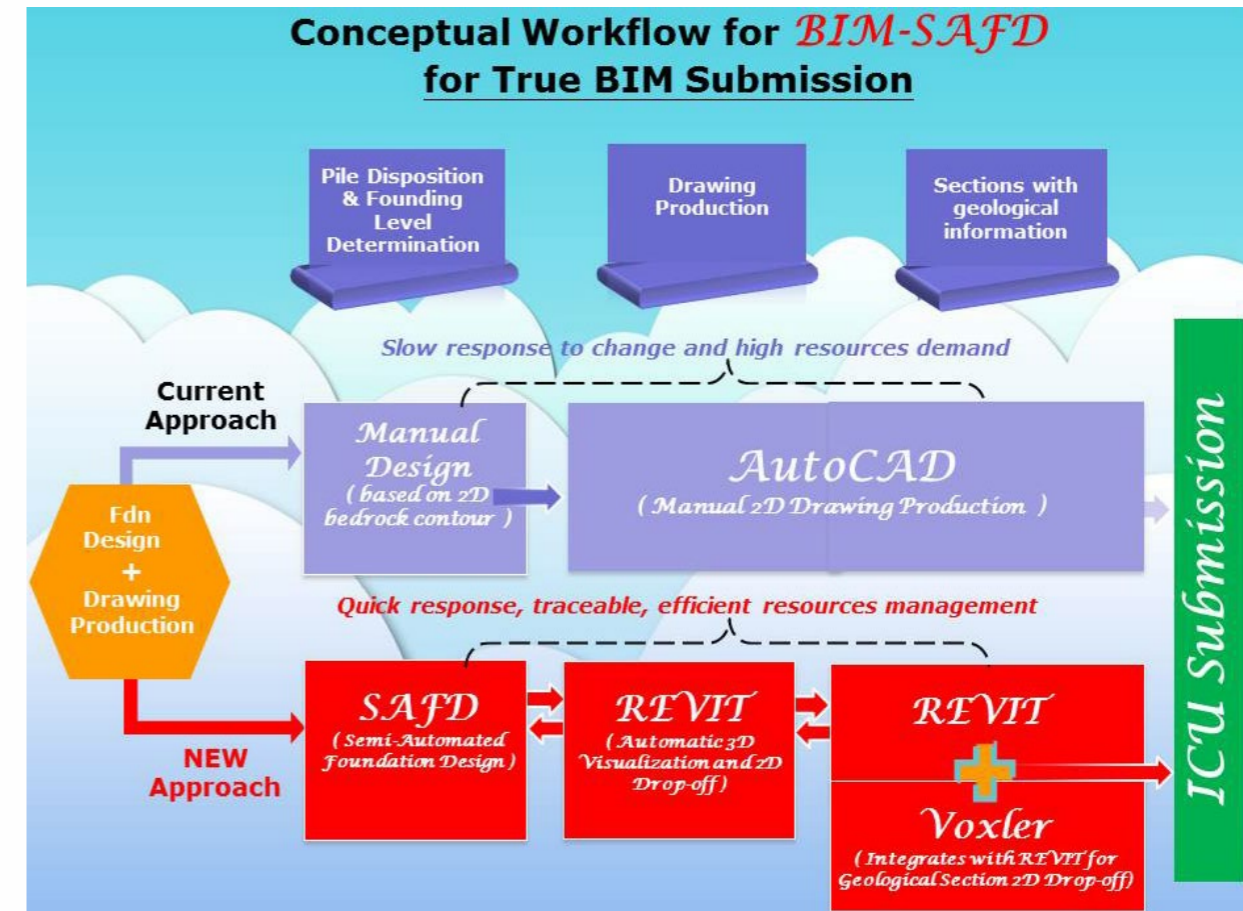 Conceptual Workflow for BIM-SAFD
for True BIM Submission
Pile Disposition
& Founding
Level
Determination
Drawing
Production
Sections with
geological
information
Slow response to change and high resources demand
Current
Approach
Manual
Design
( based on 2D
bedrock contour )
AutoCAD
( Manual 2D Drawing Production )
Fdn
Design
+
Drawing
Production
Quick response, traceable, efficient resources management
NEW
Approach
SAFD
( Semi-Automated
Foundation Design )
REVIT
( Automatic 3D
Visualization and 2D
Drop-off )
REVIT
Voxler
( Integrates with REVIT for
Geological Section 2D Drop-off)
ICU Submission